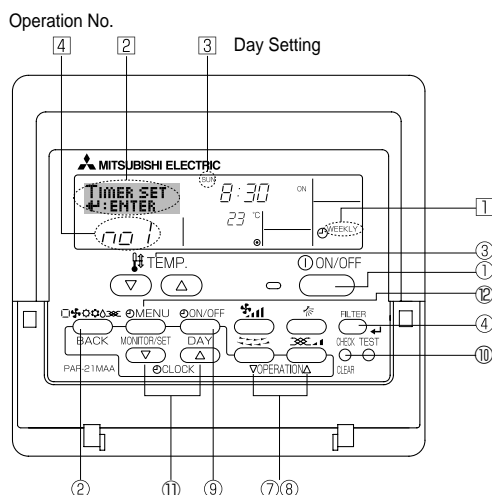 Operation No.
4 2 3 Day Setting
MITSUBISHI ELECTRIC
TIMER SET
↵:ENTER
SUN
8:30
ON
23 °C
WEEKLY
1
no 1
TEMP.
ON/OFF
③
①
⑫
MENU
ON/OFF
FILTER
④
BACK
MONITOR/SET
DAY
CHECK TEST
⑩
PAR-21MAA
CLOCK
▽OPERATION△
CLEAR
② ⑪ ⑨ ⑦⑧